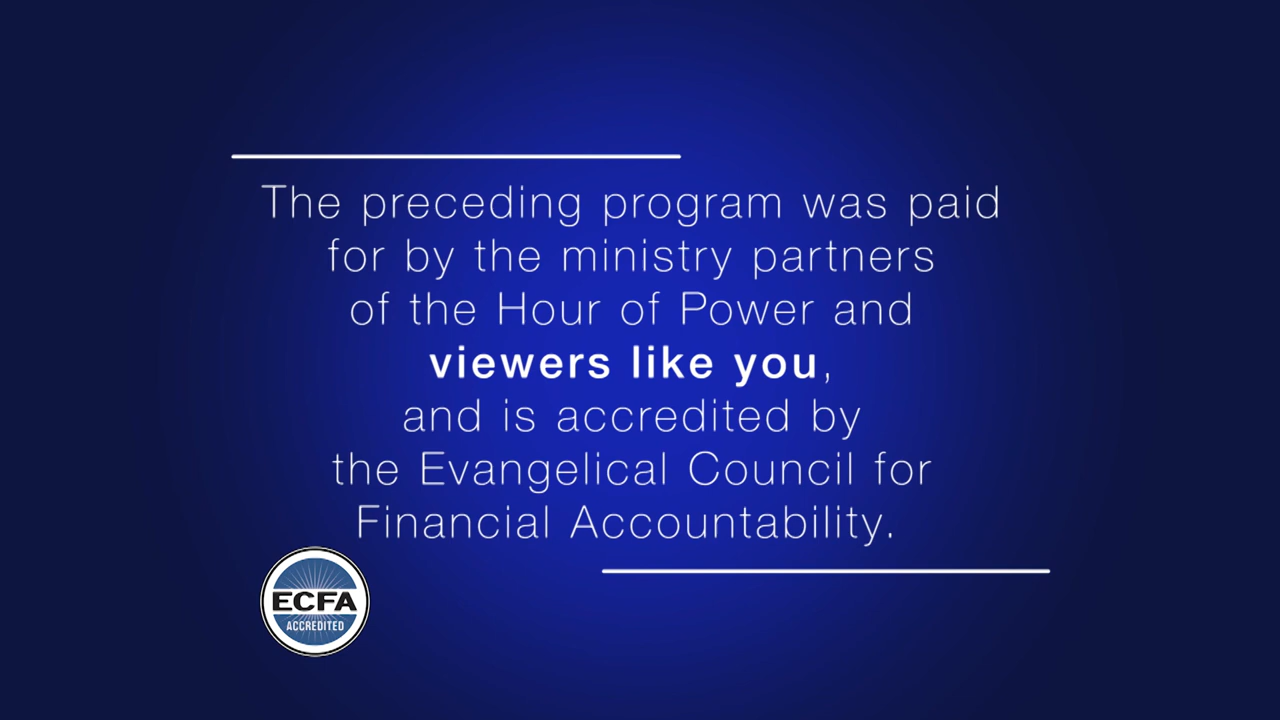 The preceding program was paid
for by the ministry partners
of the Hour of Power and
viewers like you,
and is accredited by
the Evangelical Council for
Financial Accountability.
ECFA
ACCREDITED